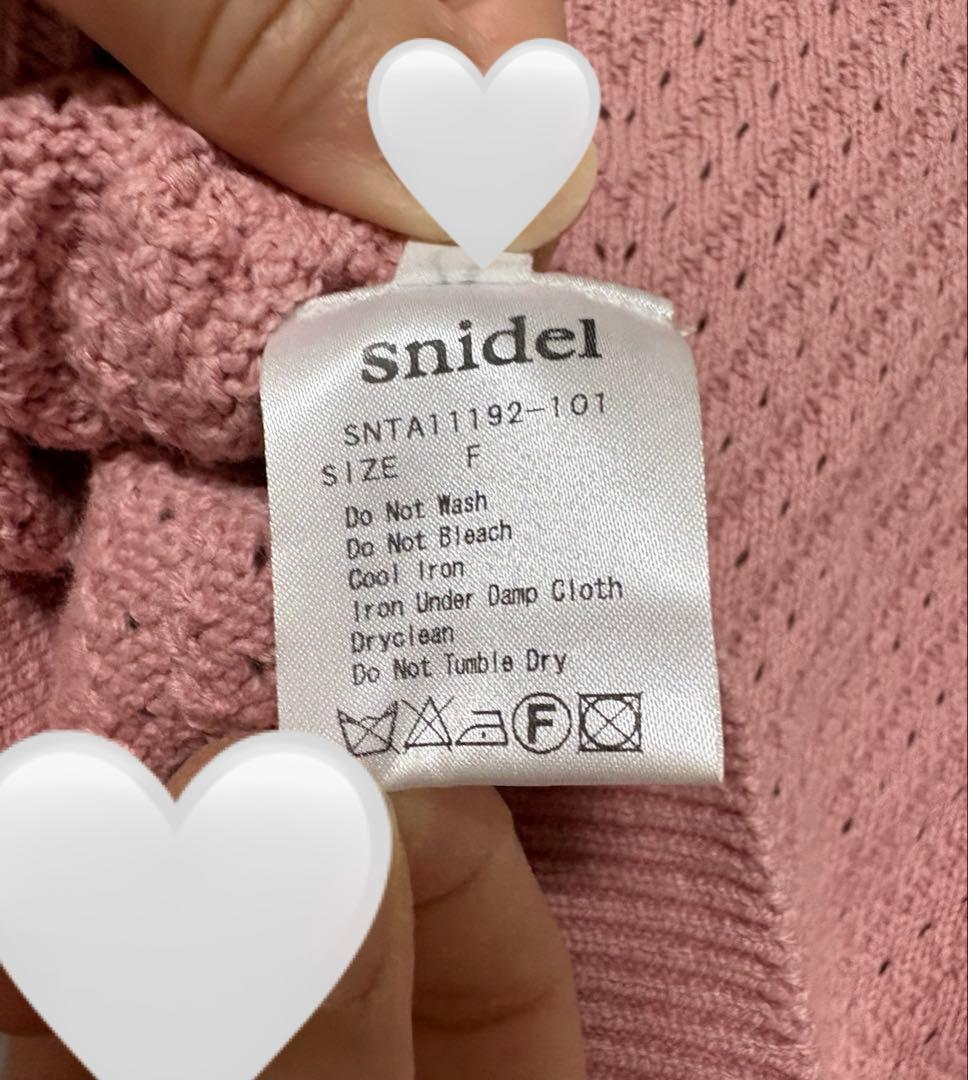 snidel
SNTA11192-101
SIZE F
Do Not Wash
Do Not Bleach
Cool Iron
Iron Under Damp Cloth
Dryclean
Do Not Tumble Dry
F